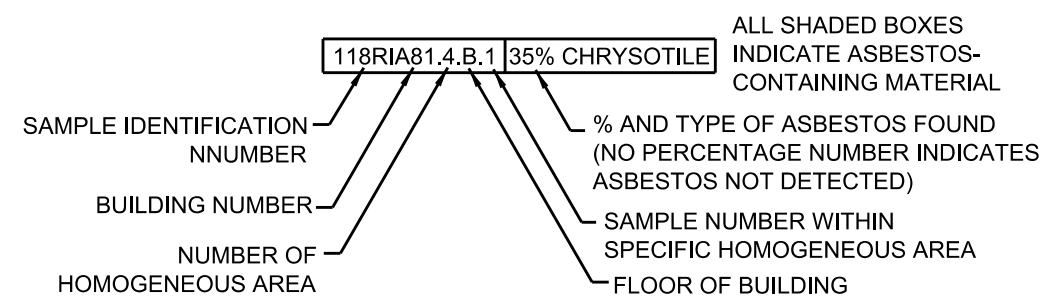 118RIA81.4.B.1 35% CHRYSOTILE
ALL SHADED BOXES
INDICATE ASBESTOS-
CONTAINING MATERIAL
SAMPLE IDENTIFICATION
NNUMBER
% AND TYPE OF ASBESTOS FOUND
(NO PERCENTAGE NUMBER INDICATES
ASBESTOS NOT DETECTED)
BUILDING NUMBER
SAMPLE NUMBER WITHIN
SPECIFIC HOMOGENEOUS AREA
NUMBER OF
HOMOGENEOUS AREA
FLOOR OF BUILDING